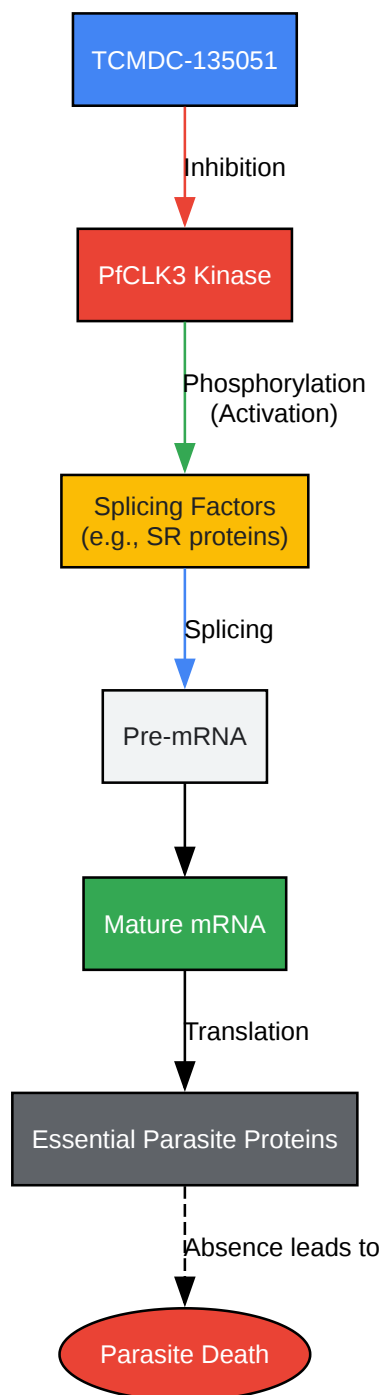 TCMDC-135051
Inhibition
PfCLK3 Kinase
Phosphorylation
(Activation)
Splicing Factors
(e.g., SR proteins)
Splicing
Pre-mRNA
Mature mRNA
Translation
Essential Parasite Proteins
Absence leads to
Parasite Death